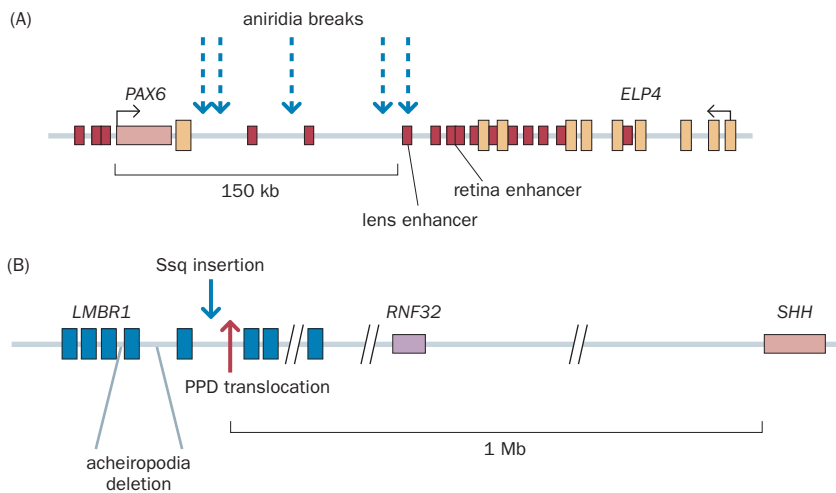 (A)
aniridia breaks
PAX6
ELP4
150 kb
retina enhancer
lens enhancer
(B)
Ssq insertion
LMBR1
RNF32
SHH
PPD translocation
acheiropodia
deletion
1 Mb